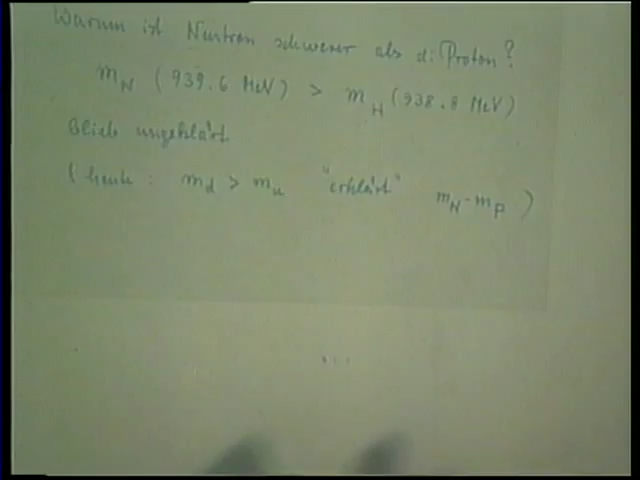 Warum ist Neutron schwerer als d. Proton?
m_N (939.6 MeV) > m_H (938.8 MeV)
Blieb ungeklärt
(heute: m_d > m_u "erklärt" m_N - m_P)